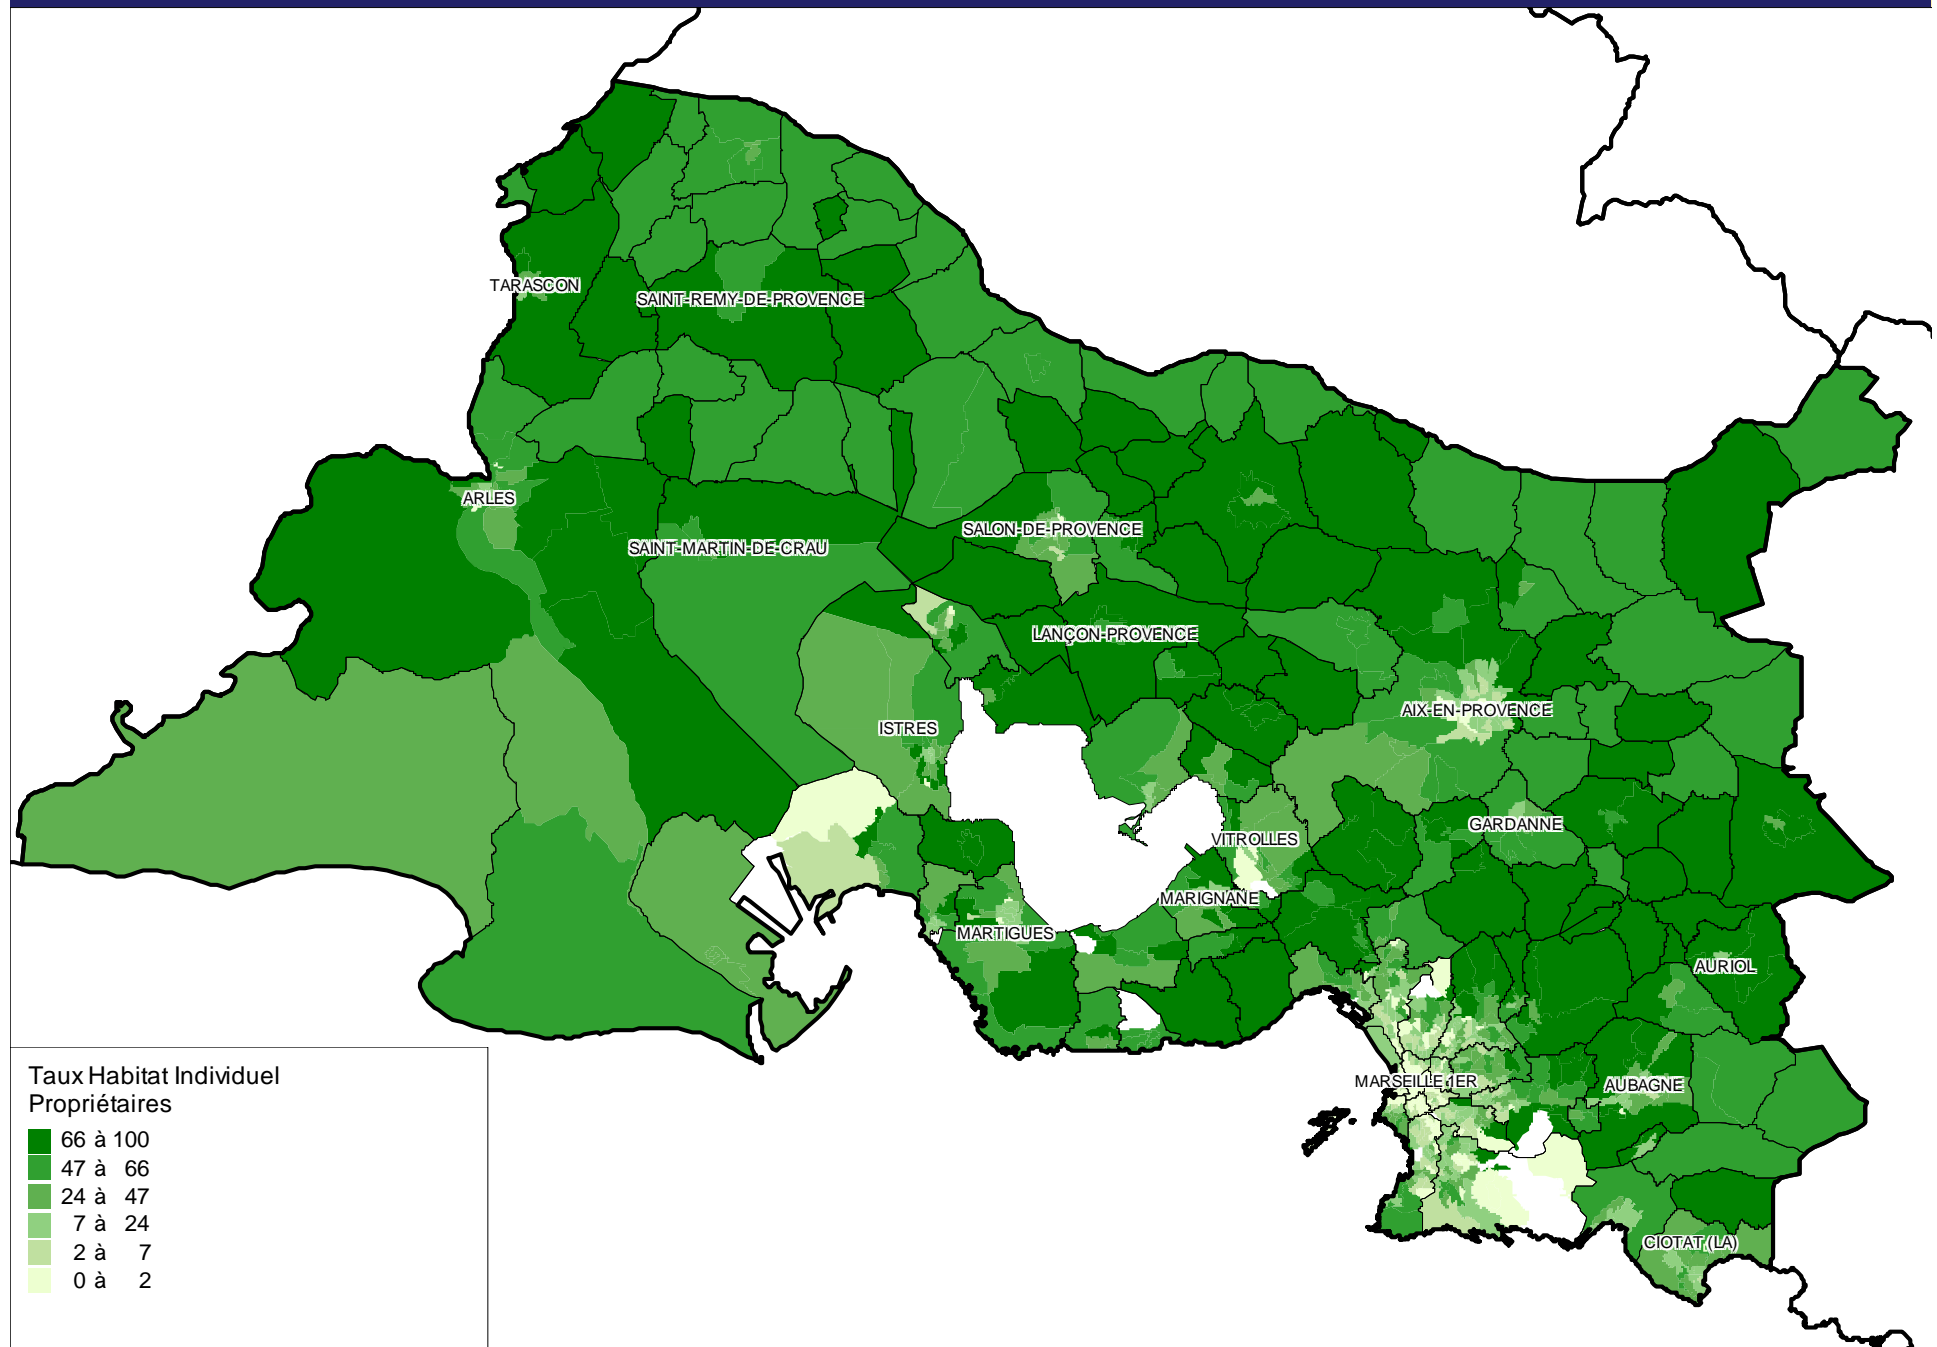 TARASCON
SAINT-REMY-DE-PROVENCE
ARLES
SALON-DE-PROVENCE
SAINT-MARTIN-DE-CRAU
LANÇON-PROVENCE
AIX-EN-PROVENCE
ISTRES
GARDANNE
VITROLLES
MARIGNANE
MARTIGUES
AURIOL
MARSEILLE 1ER
AUBAGNE
CIOTAT (LA)
Taux Habitat Individuel
Propriétaires
66 à 100
47 à 66
24 à 47
7 à 24
2 à 7
0 à 2